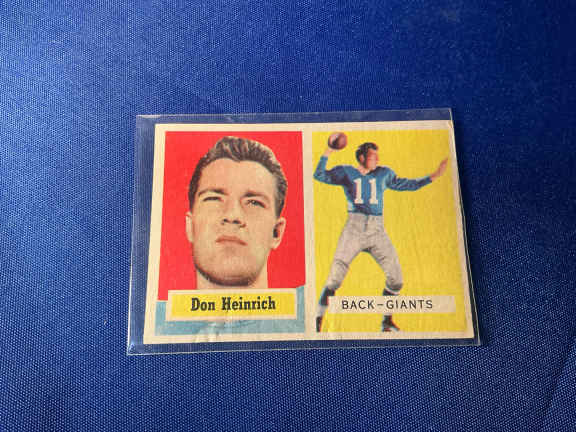 11
Don Heinrich
BACK-GIANTS